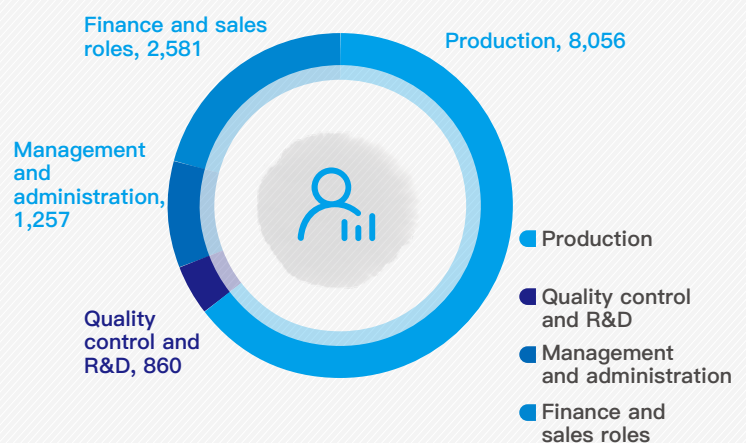 Finance and sales
roles, 2,581
Production, 8,056
Management
and
administration,
1,257
Quality
control and
R&D, 860
Production
Quality control
and R&D
Management
and administration
Finance and
sales roles